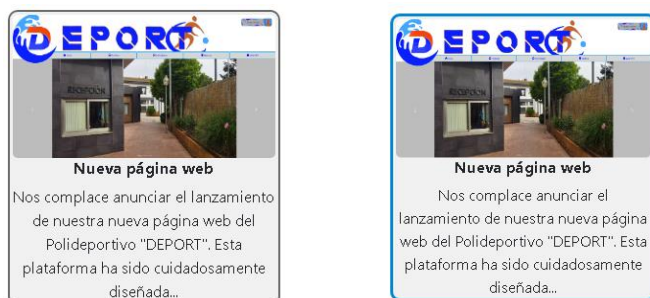 DEPORT
RECEPCION
Nueva página web
Nos complace anunciar el lanzamiento
de nuestra nueva página web del
Polideportivo "DEPORT". Esta
plataforma ha sido cuidadosamente
diseñada...
DEPORT
RECEPCION
Nueva página web
Nos complace anunciar el
lanzamiento de nuestra nueva página
web del Polideportivo "DEPORT". Esta
plataforma ha sido cuidadosamente
diseñada...